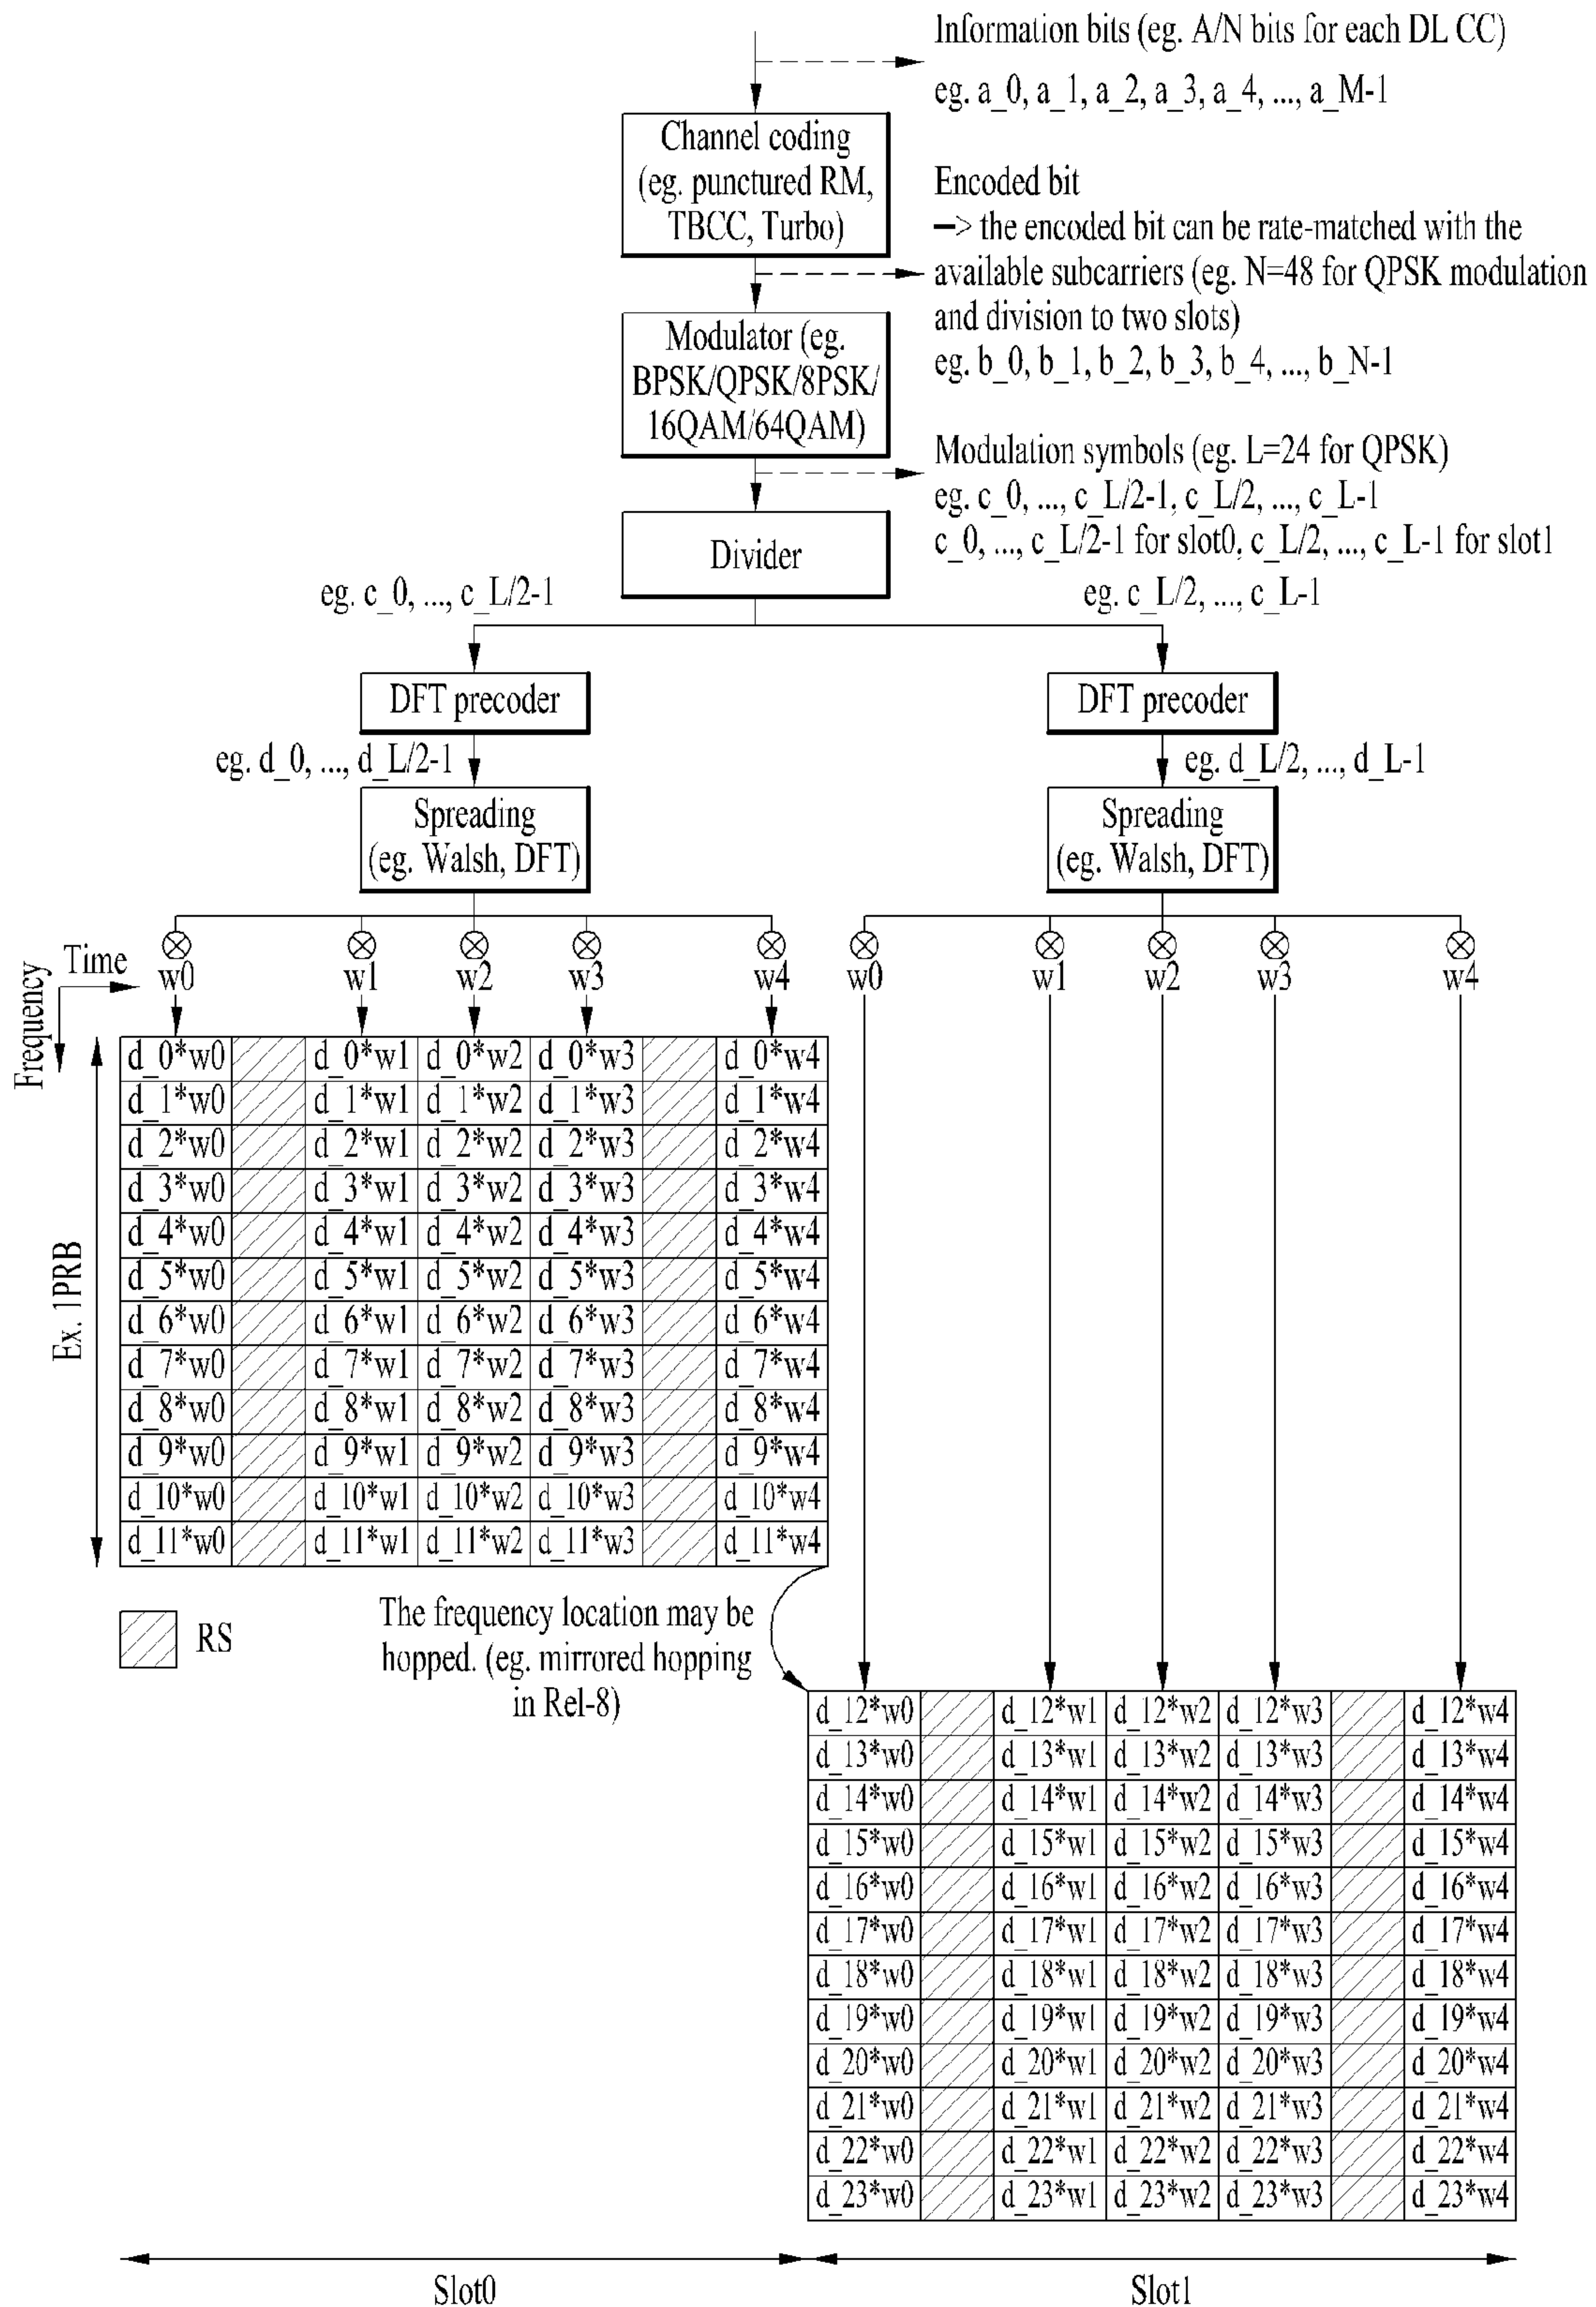 Information bits (eg. A/N bits for each DL CC)
eg. a_0, a_1, a_2, a_3, a_4, ..., a_M-1
Channel coding
(eg. punctured RM,
TBCC, Turbo)
Encoded bit
–> the encoded bit can be rate-matched with the
available subcarriers (eg. N=48 for QPSK modulation
and division to two slots)
eg. b_0, b_1, b_2, b_3, b_4, ..., b_N-1
Modulator (eg.
BPSK/QPSK/8PSK/
16QAM/64QAM)
Modulation symbols (eg. L=24 for QPSK)
eg. c_0, ..., c_L/2-1, c_L/2, ..., c_L-1
c_0, ..., c_L/2-1 for slot0, c_L/2, ..., c_L-1 for slot1
Divider
eg. c_0, ..., c_L/2-1
eg. c_L/2, ..., c_L-1
DFT precoder
DFT precoder
eg. d_0, ..., d_L/2-1
eg. d_L/2, ..., d_L-1
Spreading
(eg. Walsh, DFT)
Spreading
(eg. Walsh, DFT)
Time
Frequency
w0 w1 w2 w3 w4
w0 w1 w2 w3 w4
Ex. 1PRB
d_0*w0 d_0*w1 d_0*w2 d_0*w3 d_0*w4
d_1*w0 d_1*w1 d_1*w2 d_1*w3 d_1*w4
d_2*w0 d_2*w1 d_2*w2 d_2*w3 d_2*w4
d_3*w0 d_3*w1 d_3*w2 d_3*w3 d_3*w4
d_4*w0 d_4*w1 d_4*w2 d_4*w3 d_4*w4
d_5*w0 d_5*w1 d_5*w2 d_5*w3 d_5*w4
d_6*w0 d_6*w1 d_6*w2 d_6*w3 d_6*w4
d_7*w0 d_7*w1 d_7*w2 d_7*w3 d_7*w4
d_8*w0 d_8*w1 d_8*w2 d_8*w3 d_8*w4
d_9*w0 d_9*w1 d_9*w2 d_9*w3 d_9*w4
d_10*w0 d_10*w1 d_10*w2 d_10*w3 d_10*w4
d_11*w0 d_11*w1 d_11*w2 d_11*w3 d_11*w4
RS
The frequency location may be
hopped. (eg. mirrored hopping
in Rel-8)
d_12*w0 d_12*w1 d_12*w2 d_12*w3 d_12*w4
d_13*w0 d_13*w1 d_13*w2 d_13*w3 d_13*w4
d_14*w0 d_14*w1 d_14*w2 d_14*w3 d_14*w4
d_15*w0 d_15*w1 d_15*w2 d_15*w3 d_15*w4
d_16*w0 d_16*w1 d_16*w2 d_16*w3 d_16*w4
d_17*w0 d_17*w1 d_17*w2 d_17*w3 d_17*w4
d_18*w0 d_18*w1 d_18*w2 d_18*w3 d_18*w4
d_19*w0 d_19*w1 d_19*w2 d_19*w3 d_19*w4
d_20*w0 d_20*w1 d_20*w2 d_20*w3 d_20*w4
d_21*w0 d_21*w1 d_21*w2 d_21*w3 d_21*w4
d_22*w0 d_22*w1 d_22*w2 d_22*w3 d_22*w4
d_23*w0 d_23*w1 d_23*w2 d_23*w3 d_23*w4
Slot0
Slot1